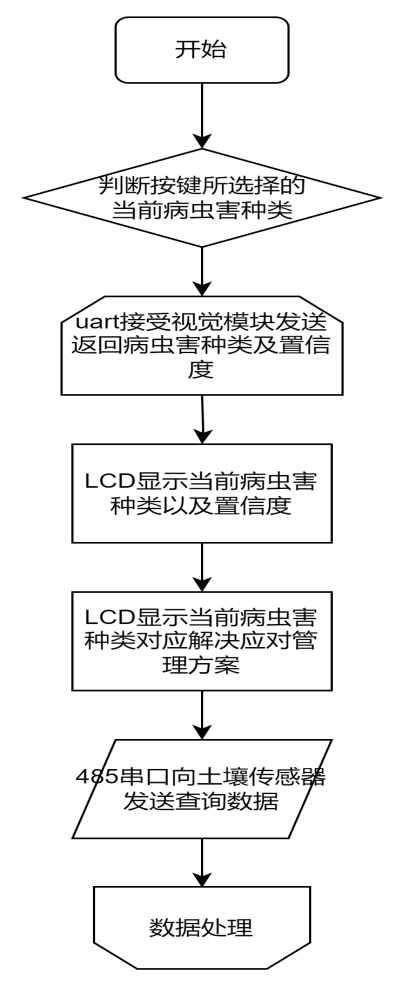 开始
判断按键所选择的
当前病虫害种类
uart接受视觉模块发送
返回病虫害种类及置信
度
LCD显示当前病虫害
种类以及置信度
LCD显示当前病虫害
种类对应解决应对管
理方案
485串口向土壤传感器
发送查询数据
数据处理